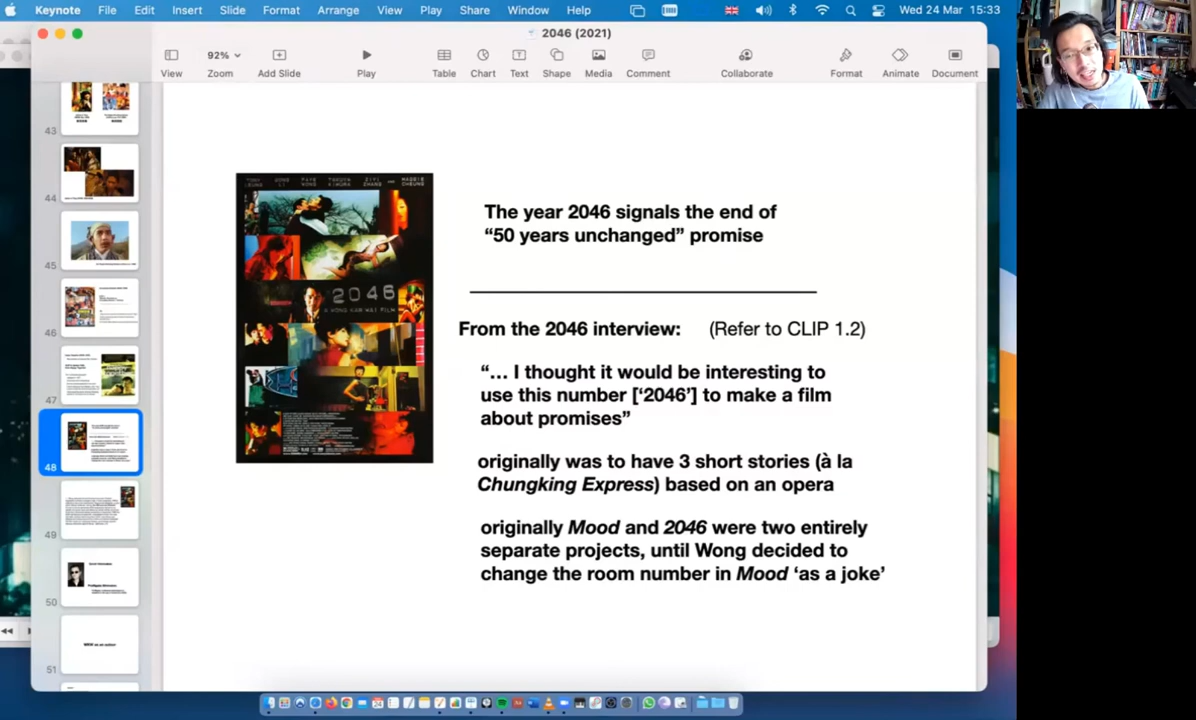 Keynote File Edit Insert Slide Format Arrange View Play Share Window Help Wed 24 Mar 15:33
2046 (2021)
92%
View Zoom Add Slide Play Table Chart Text Shape Media Comment Collaborate Format Animate Document
43
44
45
46
47
48
49
50
51
2046
A WONG KAR WAI FILM
The year 2046 signals the end of
“50 years unchanged” promise
From the 2046 interview: (Refer to CLIP 1.2)
“… I thought it would be interesting to
use this number [‘2046’] to make a film
about promises”
originally was to have 3 short stories (à la
Chungking Express) based on an opera
originally Mood and 2046 were two entirely
separate projects, until Wong decided to
change the room number in Mood ‘as a joke’